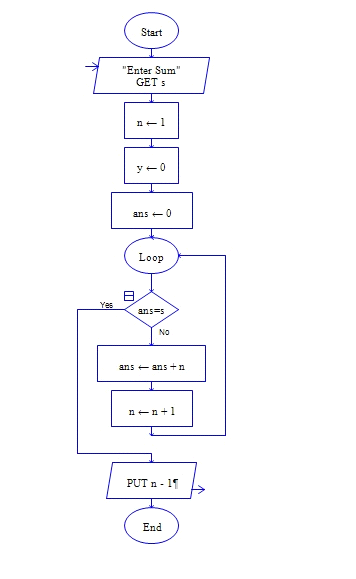 Start
"Enter Sum"
GET s
n ← 1
y ← 0
ans ← 0
Loop
Yes
ans=s
No
ans ← ans + n
n ← n + 1
PUT n - 1¶
End